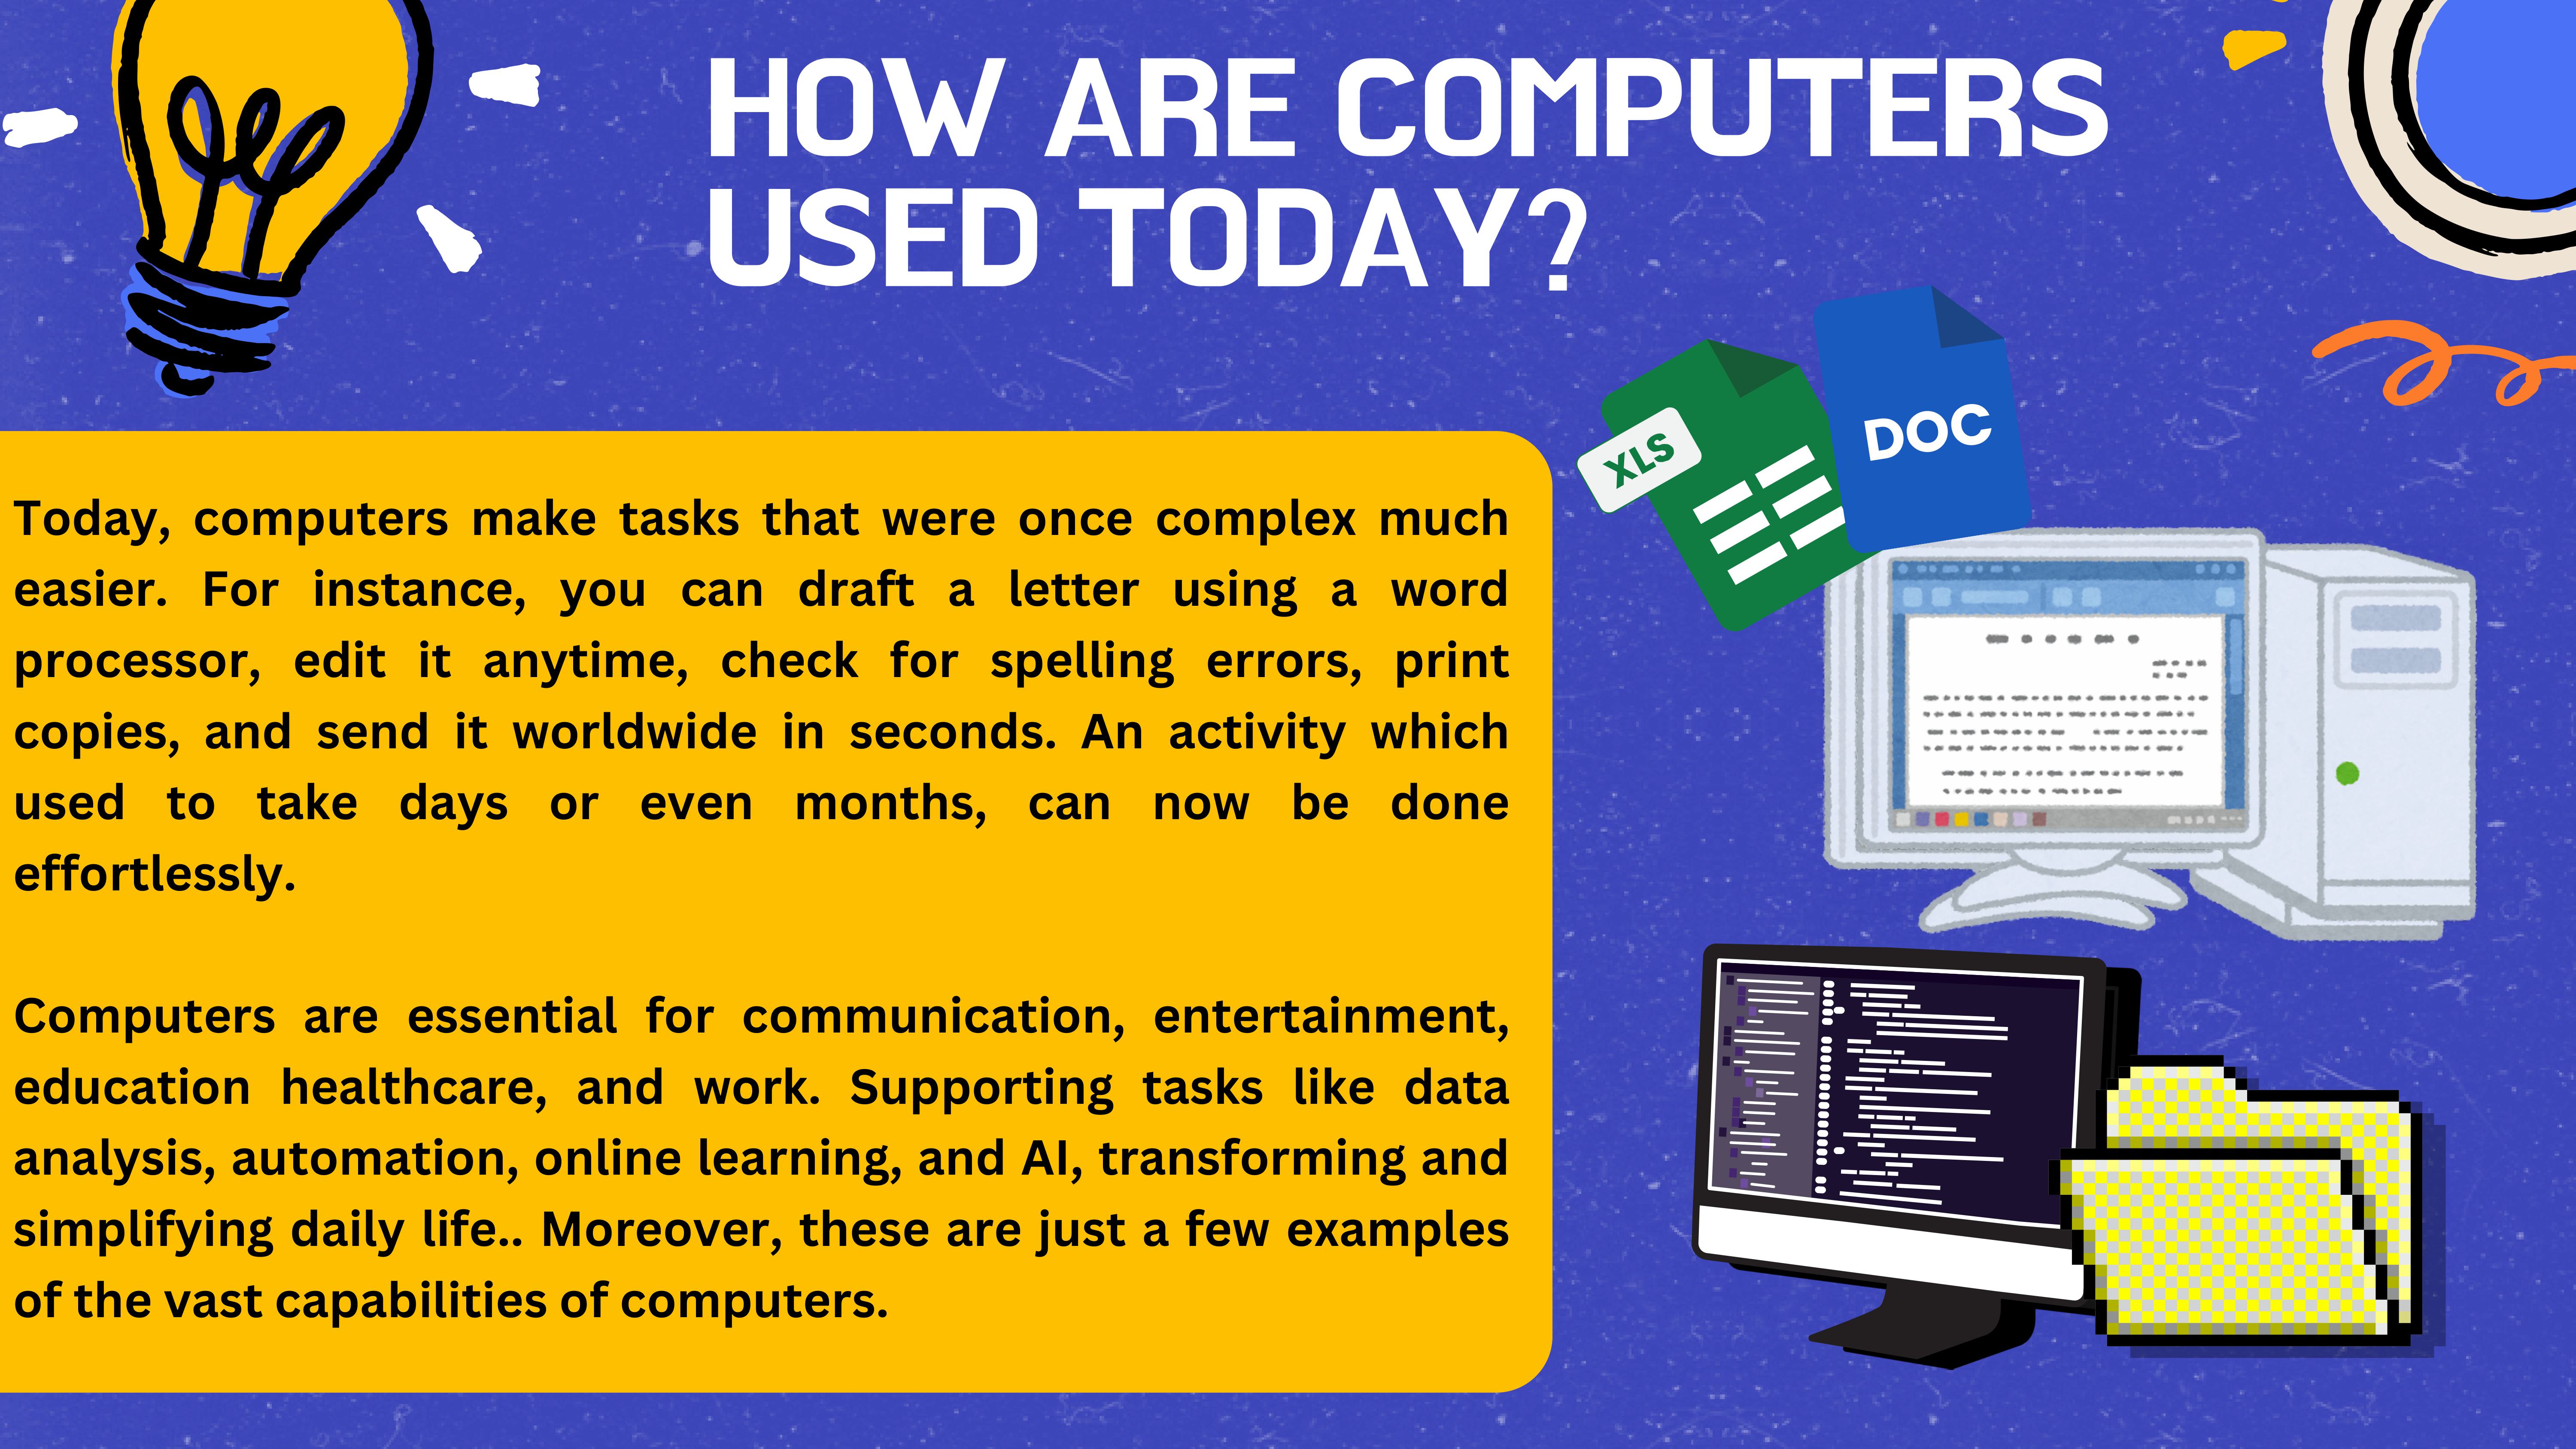 HOW ARE COMPUTERS
USED TODAY?
XLS
DOC
Today, computers make tasks that were once complex much
easier. For instance, you can draft a letter using a word
processor, edit it anytime, check for spelling errors, print
copies, and send it worldwide in seconds. An activity which
used to take days or even months, can now be done
effortlessly.
Computers are essential for communication, entertainment,
education healthcare, and work. Supporting tasks like data
analysis, automation, online learning, and AI, transforming and
simplifying daily life.. Moreover, these are just a few examples
of the vast capabilities of computers.